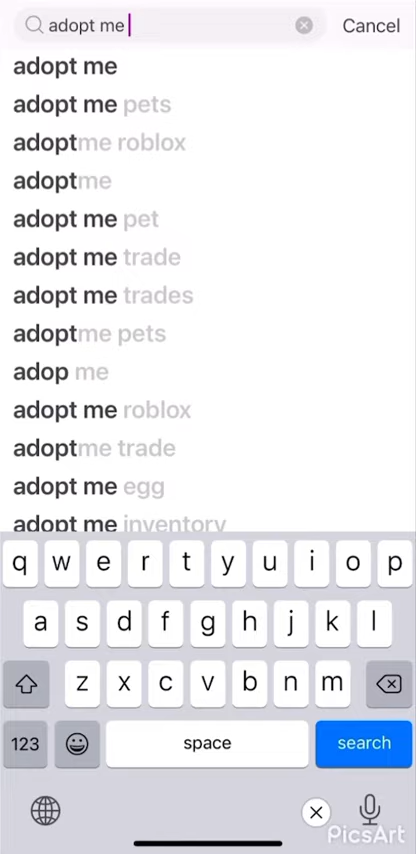 adopt me
Cancel
adopt me
adopt me pets
adoptme roblox
adoptme
adopt me pet
adopt me trade
adopt me trades
adoptme pets
adop me
adopt me roblox
adoptme trade
adopt me egg
adopt me inventory
q w e r t y u i o p
a s d f g h j k l
z x c v b n m
123 space search
PicsArt